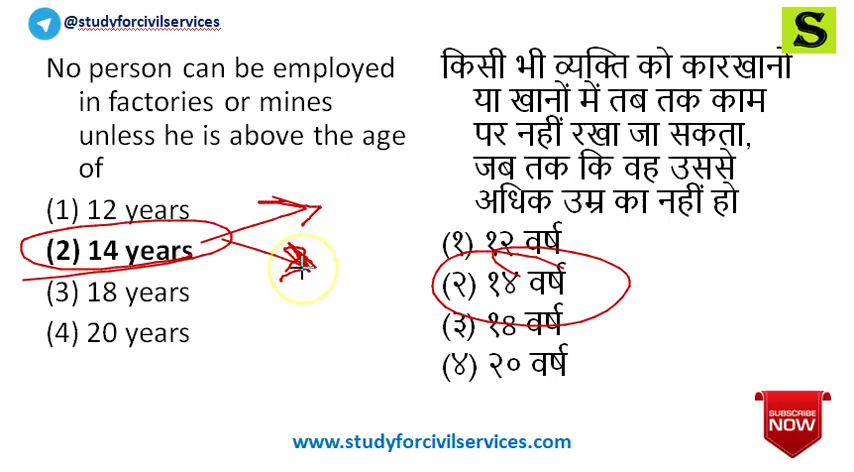 @studyforcivilservices
S
No person can be employed
in factories or mines
unless he is above the age
of
(1) 12 years
(2) 14 years
(3) 18 years
(4) 20 years
किसी भी व्यक्ति को कारखानों
या खानों में तब तक काम
पर नहीं रखा जा सकता,
जब तक कि वह उससे
अधिक उम्र का नहीं हो
(१) १२ वर्ष
(२) १४ वर्ष
(३) १८ वर्ष
(४) २० वर्ष
SUBSCRIBE
NOW
www.studyforcivilservices.com